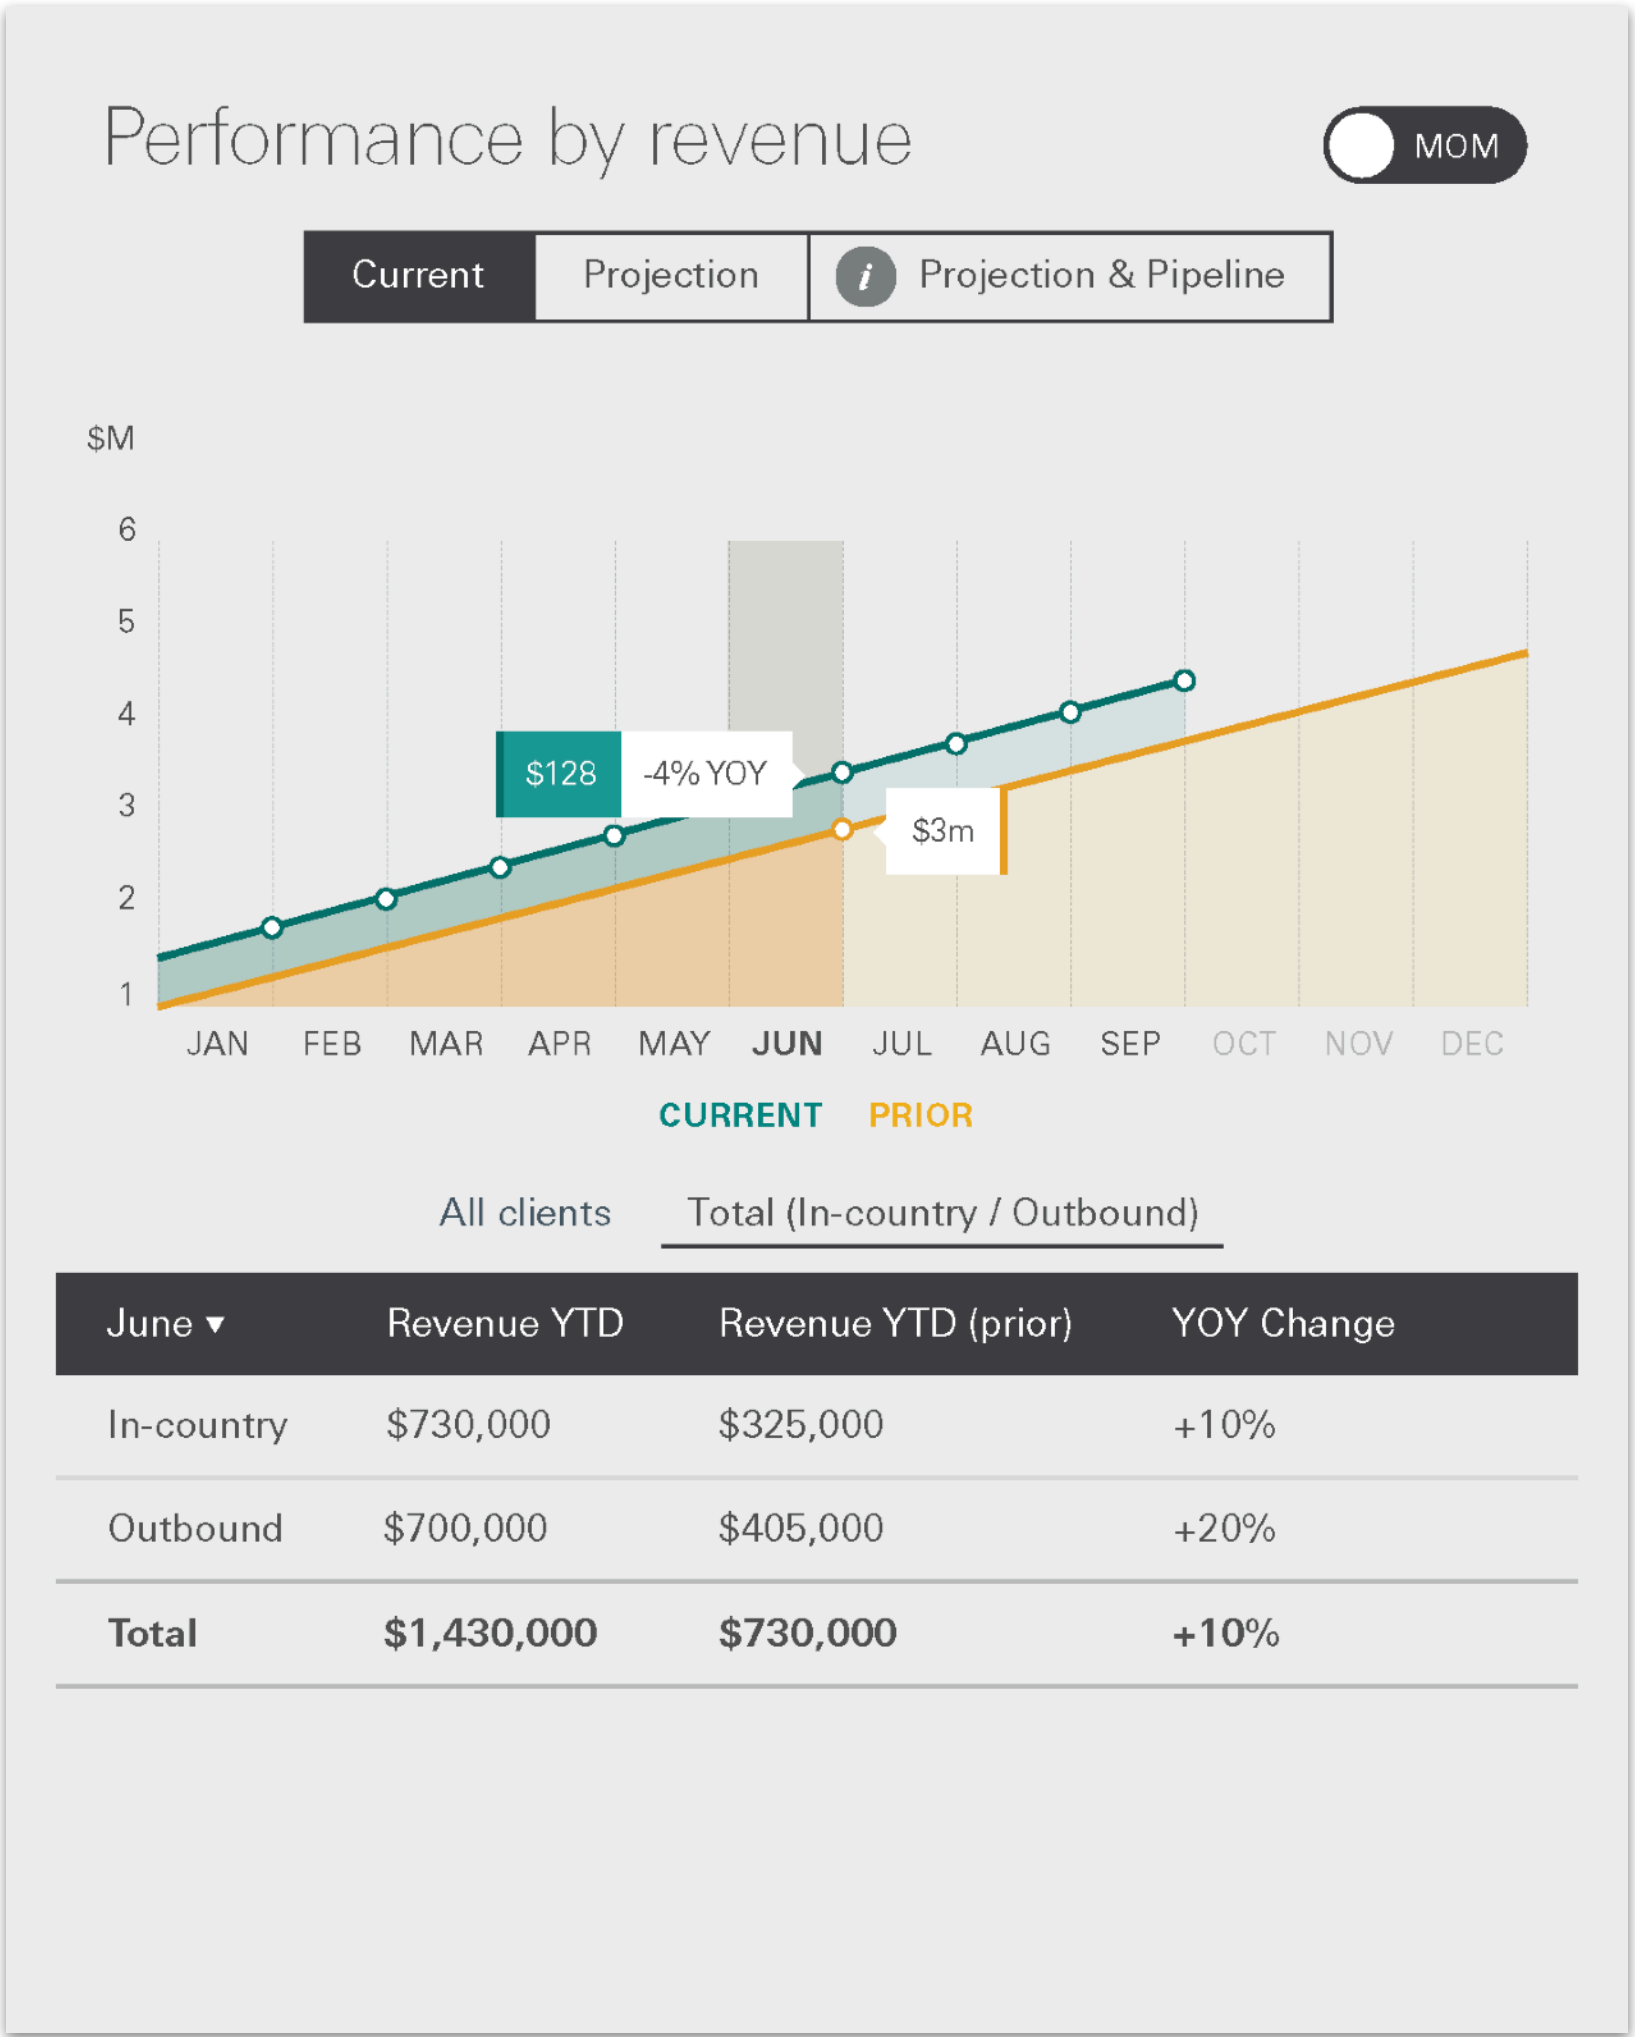 Performance by revenue
MOM
Current Projection i Projection & Pipeline
$M
6
5
4
3
2
1
$128 -4% YOY
$3m
JAN FEB MAR APR MAY JUN JUL AUG SEP OCT NOV DEC
CURRENT PRIOR
All clients Total (In-country / Outbound)
June ▼ Revenue YTD Revenue YTD (prior) YOY Change
In-country $730,000 $325,000 +10%
Outbound $700,000 $405,000 +20%
Total $1,430,000 $730,000 +10%